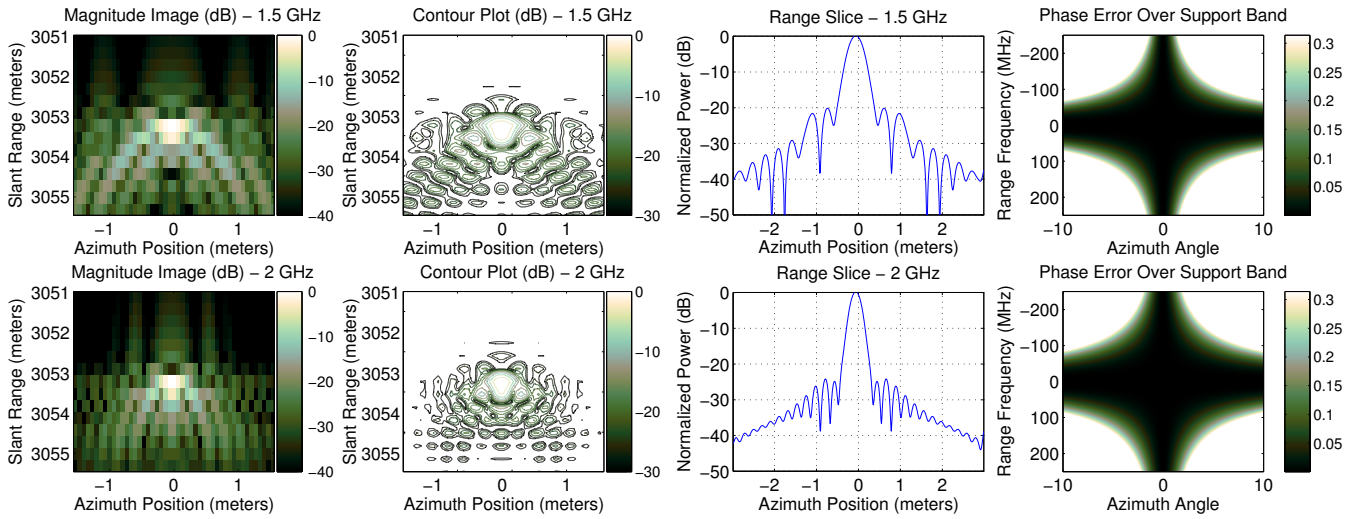 Magnitude Image (dB) − 1.5 GHz
Slant Range (meters)
3051
3052
3053
3054
3055
−1 0 1
Azimuth Position (meters)
0
−10
−20
−30
−40
Contour Plot (dB) − 1.5 GHz
Slant Range (meters)
3051
3052
3053
3054
3055
−1 0 1
Azimuth Position (meters)
0
−10
−20
−30
Range Slice − 1.5 GHz
Normalized Power (dB)
0
−10
−20
−30
−40
−50
−2 −1 0 1 2
Azimuth Position (meters)
Phase Error Over Support Band
Range Frequency (MHz)
−200
−100
0
100
200
−10 0 10
Azimuth Angle
0.3
0.25
0.2
0.15
0.1
0.05
Magnitude Image (dB) − 2 GHz
Slant Range (meters)
3051
3052
3053
3054
3055
−1 0 1
Azimuth Position (meters)
0
−10
−20
−30
−40
Contour Plot (dB) − 2 GHz
Slant Range (meters)
3051
3052
3053
3054
3055
−1 0 1
Azimuth Position (meters)
0
−10
−20
−30
Range Slice − 2 GHz
Normalized Power (dB)
0
−10
−20
−30
−40
−50
−2 −1 0 1 2
Azimuth Position (meters)
Phase Error Over Support Band
Range Frequency (MHz)
−200
−100
0
100
200
−10 0 10
Azimuth Angle
0.3
0.25
0.2
0.15
0.1
0.05